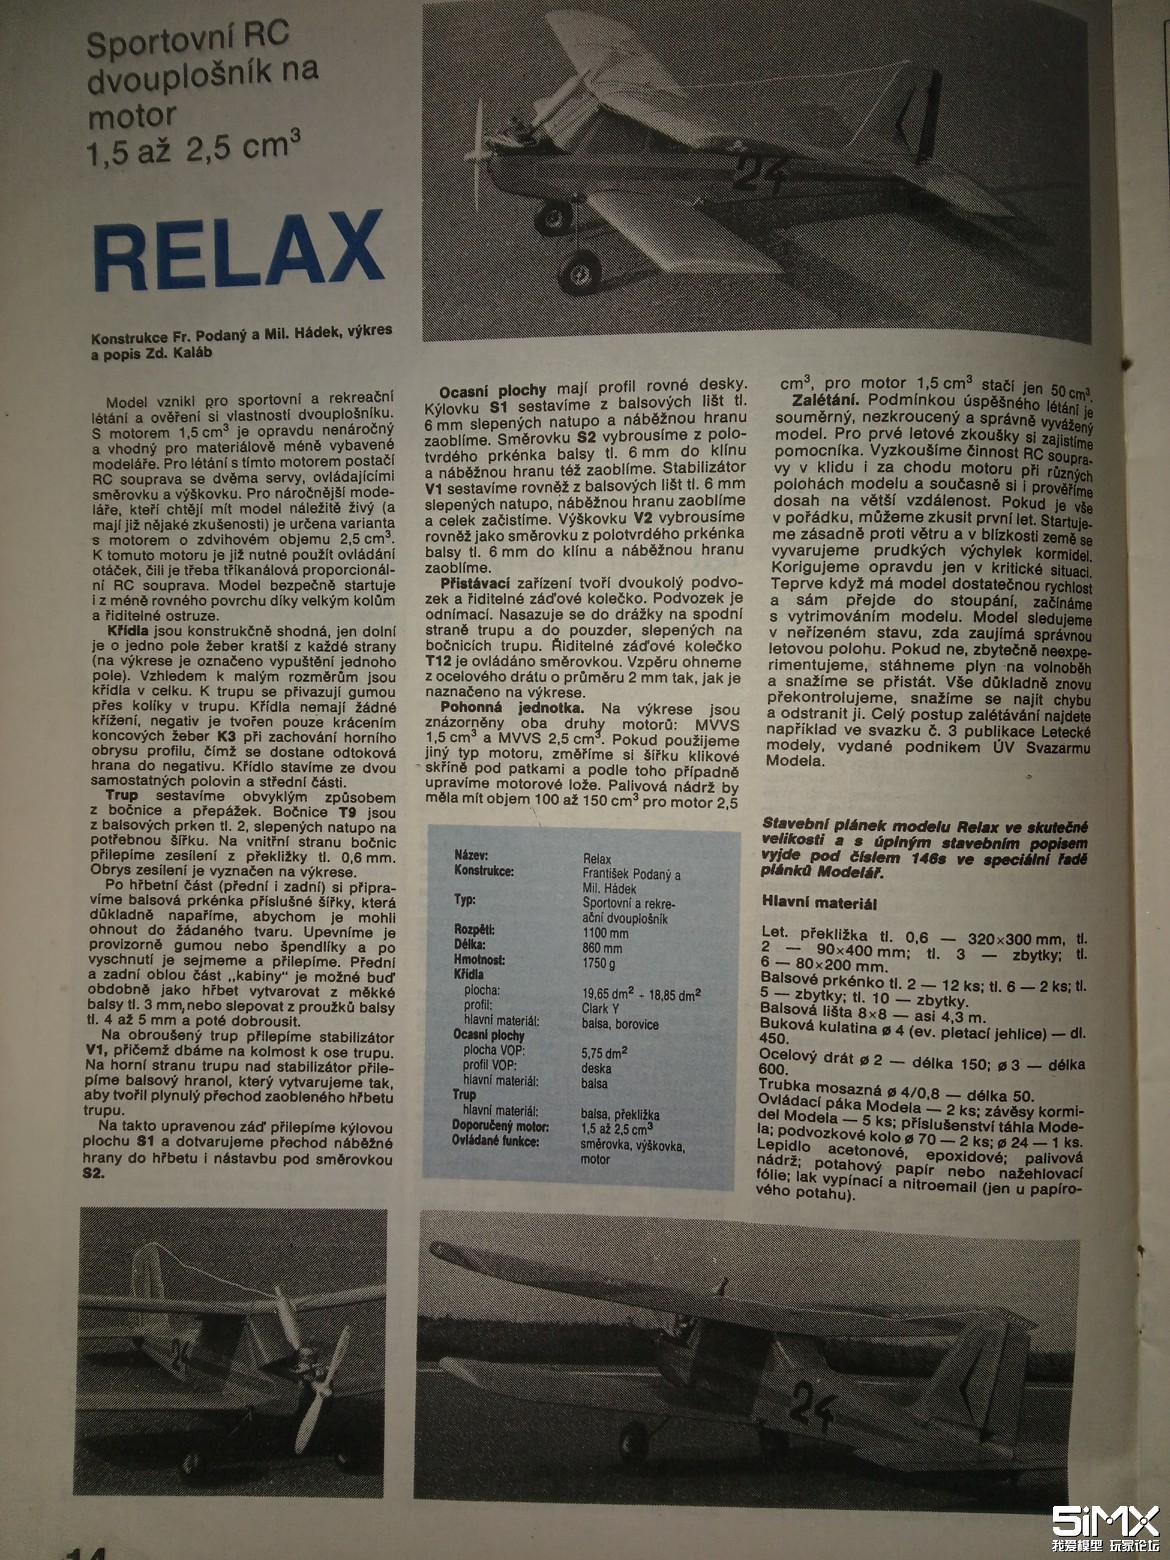 Sportovní RC
dvouplošník na
motor
1,5 až 2,5 cm³
RELAX
Konstrukce Fr. Podaný a Mil. Hádek, výkres
a popis Zd. Kaláb
Model vznikl pro sportovní a rekreační
létání a ověření si vlastností dvouplošníku.
S motorem 1,5 cm³ je opravdu nenáročný
a vhodný pro materiálově méně vybavené
modeláře. Pro létání s tímto motorem postačí
RC souprava se dvěma servy, ovládajícími
směrovku a výškovku. Pro náročnější mode-
láře, kteří chtějí mít model náležitě živý (a
mají již nějaké zkušenosti) je určena varianta
s motorem o zdvihovém objemu 2,5 cm³.
K tomuto motoru je již nutné použít ovládání
otáček, čili je třeba tříkanálová proporcionál-
ní RC souprava. Model bezpečně startuje
i z méně rovného povrchu díky velkým kolům
a řiditelné ostruze.
Křídla jsou konstrukčně shodná, jen dolní
je o jedno pole žeber kratší z každé strany
(na výkrese je označeno vypuštění jednoho
pole). Vzhledem k malým rozměrům jsou
křídla v celku. K trupu se přivazují gumou
přes kolíky v trupu. Křídla nemají žádné
křížení, negativ je tvořen pouze krácením
koncových žeber K3 při zachování horního
obrysu profilu, čímž se dostane odtoková
hrana do negativu. Křídlo stavíme ze dvou
samostatných polovin a střední části.
Trup sestavíme obvyklým způsobem
z bočnice a přepážek. Bočnice T9 jsou
z balsových prken tl. 2, slepených natupo na
potřebnou šířku. Na vnitřní stranu bočnic
přilepíme zesílení z překližky tl. 0,6 mm.
Obrys zesílení je vyznačen na výkrese.
Po hřbetní část (přední i zadní) si připra-
víme balsová prkénka příslušné šířky, která
důkladně napaříme, abychom je mohli
ohnout do žádaného tvaru. Upevníme je
provizorně gumou nebo špendlíky a po
vyschnutí je sejmeme a přilepíme. Přední
a zadní oblou část „kabiny“ je možné buď
obdobně jako hřbet vytvarovat z měkké
balsy tl. 3 mm, nebo slepovat z proužků balsy
tl. 4 až 5 mm a poté dobrousit.
Na obroušený trup přilepíme stabilizátor
V1, přičemž dbáme na kolmost k ose trupu.
Na horní stranu trupu nad stabilizátor přile-
píme balsový hranol, který vytvarujeme tak,
aby tvořil plynulý přechod zaobleného hřbetu
trupu.
Na takto upravenou záď přilepíme kýlovou
plochu S1 a dotvarujeme přechod náběžné
hrany do hřbetu i nástavbu pod směrovkou
S2.
Ocasní plochy mají profil rovné desky.
Kýlovku S1 sestavíme z balsových lišt tl.
6 mm slepených natupo a náběžnou hranu
zaoblíme. Směrovku S2 vybrousíme z polo-
tvrdého prkénka balsy tl. 6 mm do klínu
a náběžnou hranu též zaoblíme. Stabilizátor
V1 sestavíme rovněž z balsových lišt tl. 6 mm
slepených natupo, náběžnou hranu zaoblíme
a celek začistíme. Výškovku V2 vybrousíme
rovněž jako směrovku z polotvrdého prkénka
balsy tl. 6 mm do klínu a náběžnou hranu
zaoblíme.
Přistávací zařízení tvoří dvoukolý podvo-
zek a řiditelné záďové kolečko. Podvozek je
odnímací. Nasazuje se do drážky na spodní
straně trupu a do pouzder, slepených na
bočnicích trupu. Řiditelné záďové kolečko
T12 je ovládáno směrovkou. Vzpěru ohneme
z ocelového drátu o průměru 2 mm tak, jak je
naznačeno na výkrese.
Pohonná jednotka. Na výkrese jsou
znázorněny oba druhy motorů: MVVS
1,5 cm³ a MVVS 2,5 cm³. Pokud použijeme
jiný typ motoru, změříme si šířku klikové
skříně pod patkami a podle toho případně
upravíme motorové lože. Palivová nádrž by
měla mít objem 100 až 150 cm³ pro motor 2,5
cm³, pro motor 1,5 cm³ stačí jen 50 cm³.
Zalétání. Podmínkou úspěšného létání je
souměrný, nezkroucený a správně vyvážený
model. Pro prvé letové zkoušky si zajistíme
pomocníka. Vyzkoušíme činnost RC soupra-
vy v klidu i za chodu motoru při různých
polohách modelu a současně si i prověříme
dosah na větší vzdálenost. Pokud je vše
v pořádku, můžeme zkusit první let. Startuje-
me zásadně proti větru a v blízkosti země se
vyvarujeme prudkých výchylek kormidel.
Korigujeme opravdu jen v kritické situaci.
Teprve když má model dostatečnou rychlost
a sám přejde do stoupání, začínáme
s vytrimováním modelu. Model sledujeme
v neřízeném stavu, zda zaujímá správnou
letovou polohu. Pokud ne, zbytečně neexpe-
rimentujeme, stáhneme plyn na volnoběh
a snažíme se přistát. Vše důkladně znovu
překontrolujeme, snažíme se najít chybu
a odstranit ji. Celý postup zalétávání najdete
například ve svazku č. 3 publikace Letecké
modely, vydané podnikem ÚV Svazarmu
Modela.
Název: Relax
Konstrukce: František Podaný a
Mil. Hádek
Typ: Sportovní a rekre-
ační dvouplošník
Rozpětí: 1100 mm
Délka: 860 mm
Hmotnost: 1750 g
Křídla
plocha: 19,65 dm² + 18,85 dm²
profil: Clark Y
hlavní materiál: balsa, borovice
Ocasní plochy
plocha VOP: 5,75 dm²
profil VOP: deska
hlavní materiál: balsa
Trup
hlavní materiál: balsa, překližka
Doporučený motor: 1,5 až 2,5 cm³
Ovládané funkce: směrovka, výškovka,
motor
Stavební plánek modelu Relax ve skutečné
velikosti a s úplným stavebním popisem
vyjde pod číslem 146s ve speciální řadě
plánků Modelář.
Hlavní materiál
Let. překližka tl. 0,6 — 320×300 mm, tl.
2 — 90×400 mm; tl. 3 — zbytky; tl.
6 — 80×200 mm.
Balsové prkénko tl. 2 — 12 ks; tl. 6 — 2 ks; tl.
5 — zbytky; tl. 10 — zbytky.
Balsová lišta 8×8 — asi 4,3 m.
Buková kulatina ø 4 (ev. pletací jehlice) — dl.
450.
Ocelový drát ø 2 — délka 150; ø 3 — délka
600.
Trubka mosazná ø 4/0,8 — délka 50.
Ovládací páka Modela — 2 ks; závěsy kormi-
del Modela — 5 ks; příslušenství táhla Mode-
la; podvozkové kolo ø 70 — 2 ks; ø 24 — 1 ks.
Lepidlo acetonové, epoxidové; palivová
nádrž; potahový papír nebo nažehlovací
fólie; lak vypínací a nitroemail (jen u papíro-
vého potahu).
24
24
24
14
5iMX
我爱模型 玩家论坛